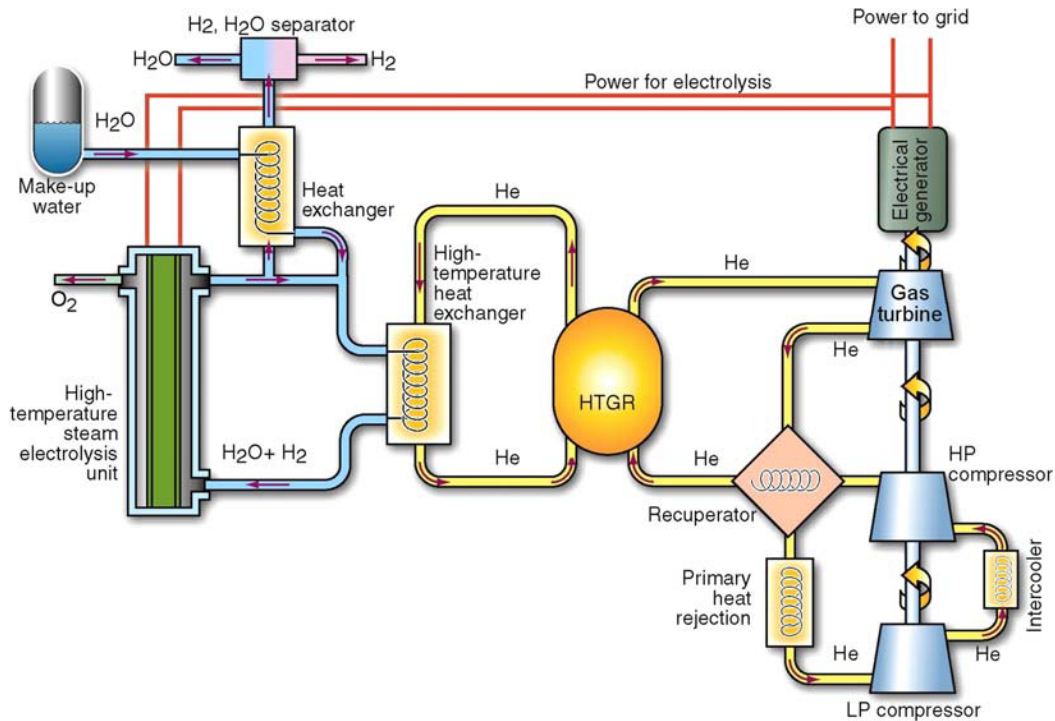 H2, H2O separator
H2O
H2
Power to grid
Power for electrolysis
H2O
Make-up
water
Heat
exchanger
Electrical
generator
He
High-
temperature
heat
exchanger
He
O2
Gas
turbine
He
HTGR
High-
temperature
steam
electrolysis
unit
H2O+ H2
He
He
HP
compressor
Recuperator
Primary
heat
rejection
Intercooler
He
He
LP compressor